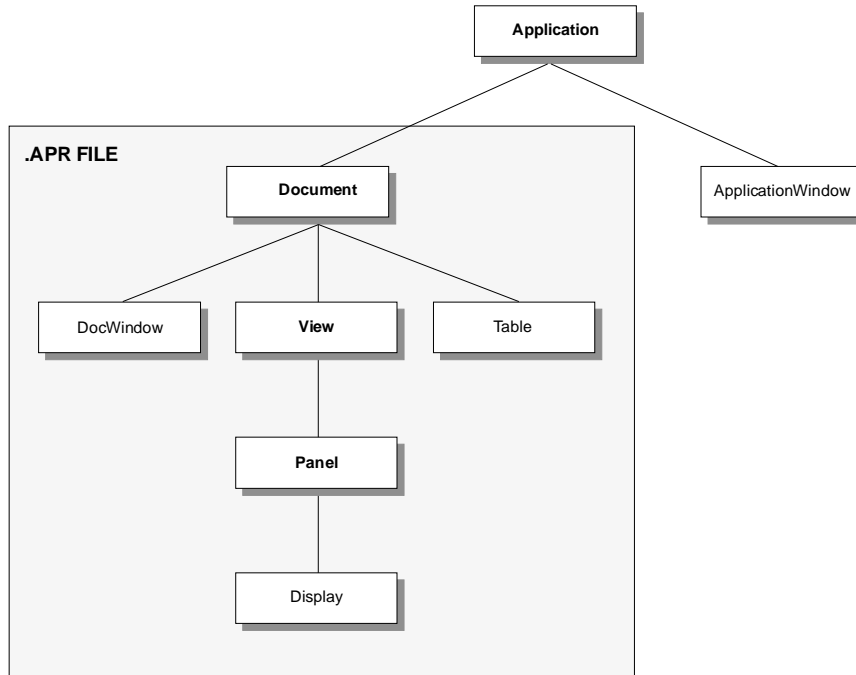 Application
.APR FILE
Document
ApplicationWindow
DocWindow
View
Table
Panel
Display